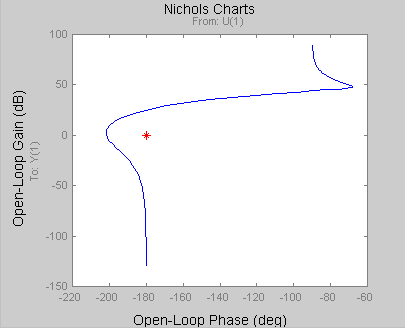 Nichols Charts
From: U(1)
Open-Loop Gain (dB)
To: Y(1)
100
50
0
-50
-100
-150
-220 -200 -180 -160 -140 -120 -100 -80 -60
Open-Loop Phase (deg)